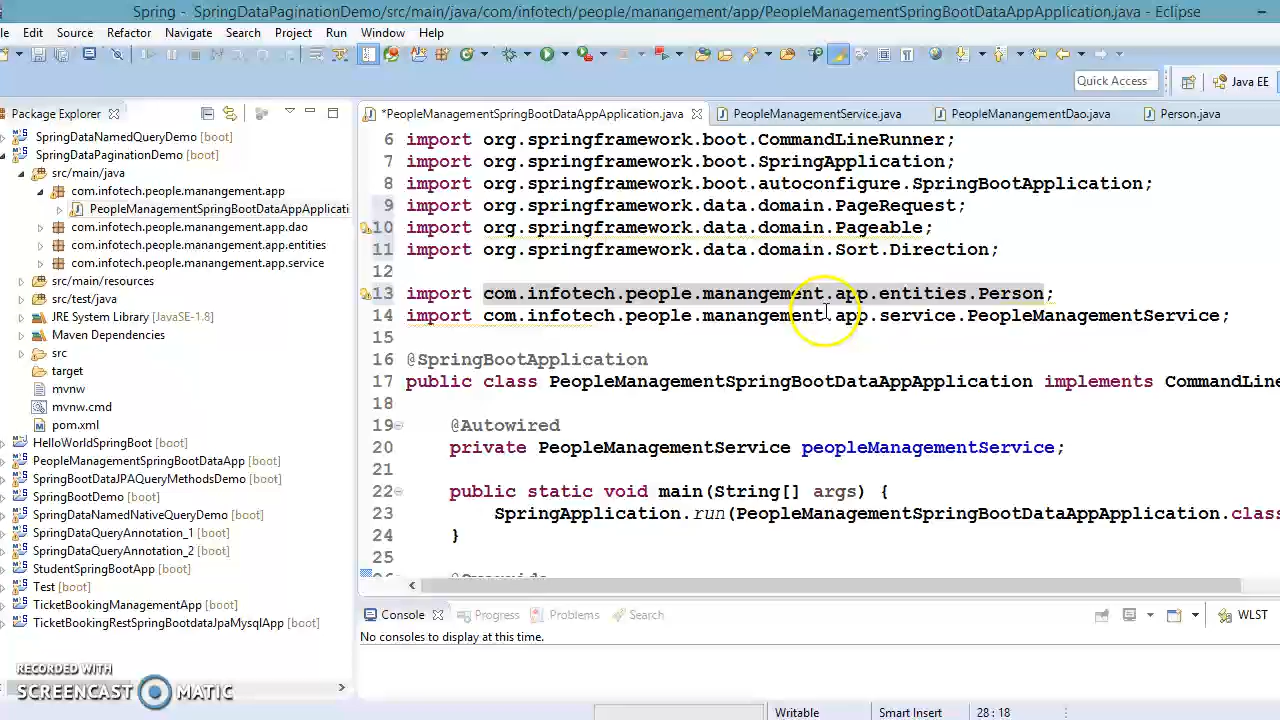 Spring - SpringDataPaginationDemo/src/main/java/com/infotech/people/manangement/app/PeopleManagementSpringBootDataAppApplication.java - Eclipse
Edit Source Refactor Navigate Search Project Run Window Help
Quick Access
Java EE
Package Explorer
SpringDataNamedQueryDemo [boot]
SpringDataPaginationDemo [boot]
src/main/java
com.infotech.people.manangement.app
PeopleManagementSpringBootDataAppApplicati
com.infotech.people.manangement.app.dao
com.infotech.people.manangement.app.entities
com.infotech.people.manangement.app.service
src/main/resources
src/test/java
JRE System Library [JavaSE-1.8]
Maven Dependencies
src
target
mvnw
mvnw.cmd
pom.xml
HelloWorldSpringBoot [boot]
PeopleManagementSpringBootDataApp [boot]
SpringBootDataJPAQueryMethodsDemo [boot]
SpringBootDemo [boot]
SpringDataNamedNativeQueryDemo [boot]
SpringDataQueryAnnotation_1 [boot]
SpringDataQueryAnnotation_2 [boot]
StudentSpringBootApp [boot]
Test [boot]
TicketBookingManagementApp [boot]
TicketBookingRestSpringBootdataJpaMysqlApp [boot]
*PeopleManagementSpringBootDataAppApplication.java PeopleManagementService.java PeopleManangementDao.java Person.java
6 import org.springframework.boot.CommandLineRunner;
7 import org.springframework.boot.SpringApplication;
8 import org.springframework.boot.autoconfigure.SpringBootApplication;
9 import org.springframework.data.domain.PageRequest;
10 import org.springframework.data.domain.Pageable;
11 import org.springframework.data.domain.Sort.Direction;
12
13 import com.infotech.people.manangement.app.entities.Person;
14 import com.infotech.people.manangement.app.service.PeopleManagementService;
15
16 @SpringBootApplication
17 public class PeopleManagementSpringBootDataAppApplication implements CommandLine
18
19 @Autowired
20 private PeopleManagementService peopleManagementService;
21
22 public static void main(String[] args) {
23 SpringApplication.run(PeopleManagementSpringBootDataAppApplication.class
24 }
25
Console Progress Problems Search
WLST
No consoles to display at this time.
Writable Smart Insert 28 : 18
RECORDED WITH
SCREENCAST MATIC